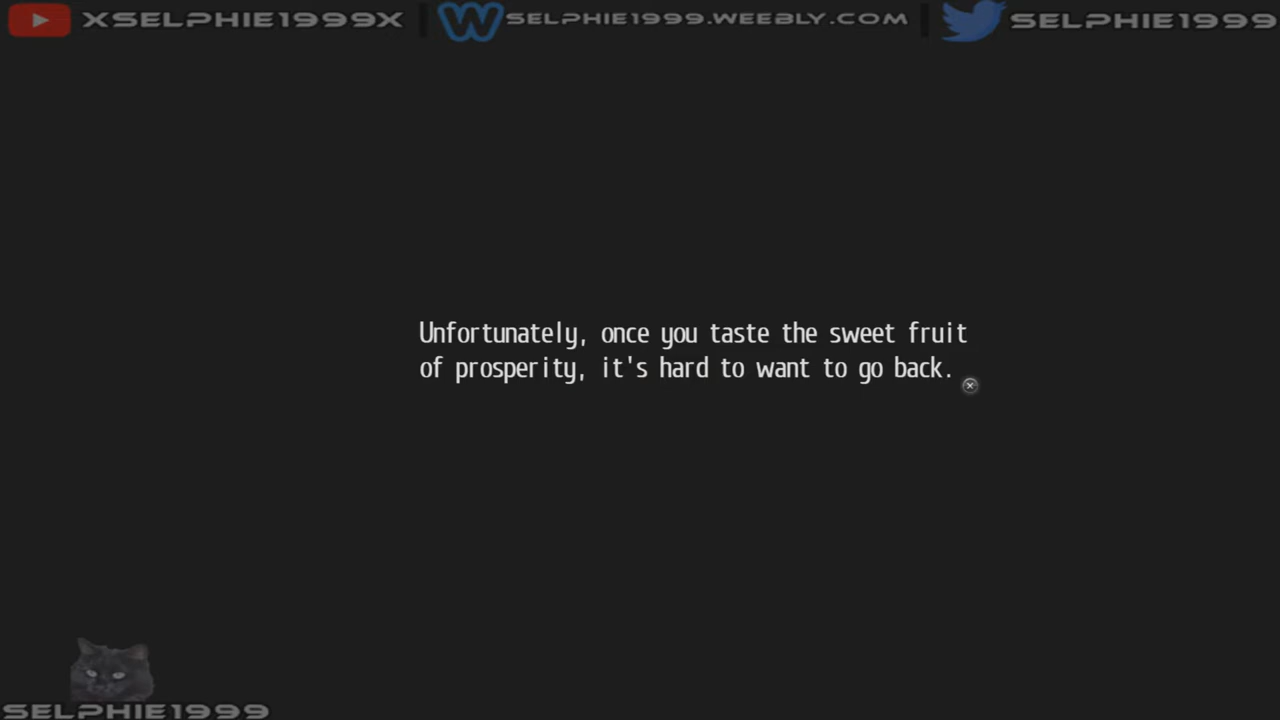 XSELPHIE1999X | SELPHIE1999.WEEBLY.COM | SELPHIE1999
Unfortunately, once you taste the sweet fruit
of prosperity, it's hard to want to go back.
SELPHIE1999